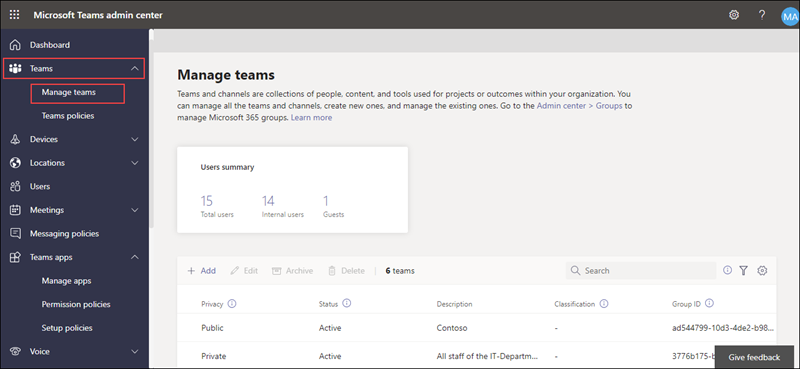 Microsoft Teams admin center
?
MA
Dashboard
Teams
Manage teams
Teams policies
Devices
Locations
Users
Meetings
Messaging policies
Teams apps
Manage apps
Permission policies
Setup policies
Voice
Manage teams
Teams and channels are collections of people, content, and tools used for projects or outcomes within your organization. You
can manage all the teams and channels, create new ones, and manage the existing ones. Go to the Admin center > Groups to
manage Microsoft 365 groups. Learn more
Users summary
15 14 1
Total users Internal users Guests
+ Add Edit Archive Delete 6 teams Search
Privacy Status Description Classification Group ID
Public Active Contoso - ad544799-10d3-4de2-b98...
Private Active All staff of the IT-Departm... - 3776b175-
Give feedback